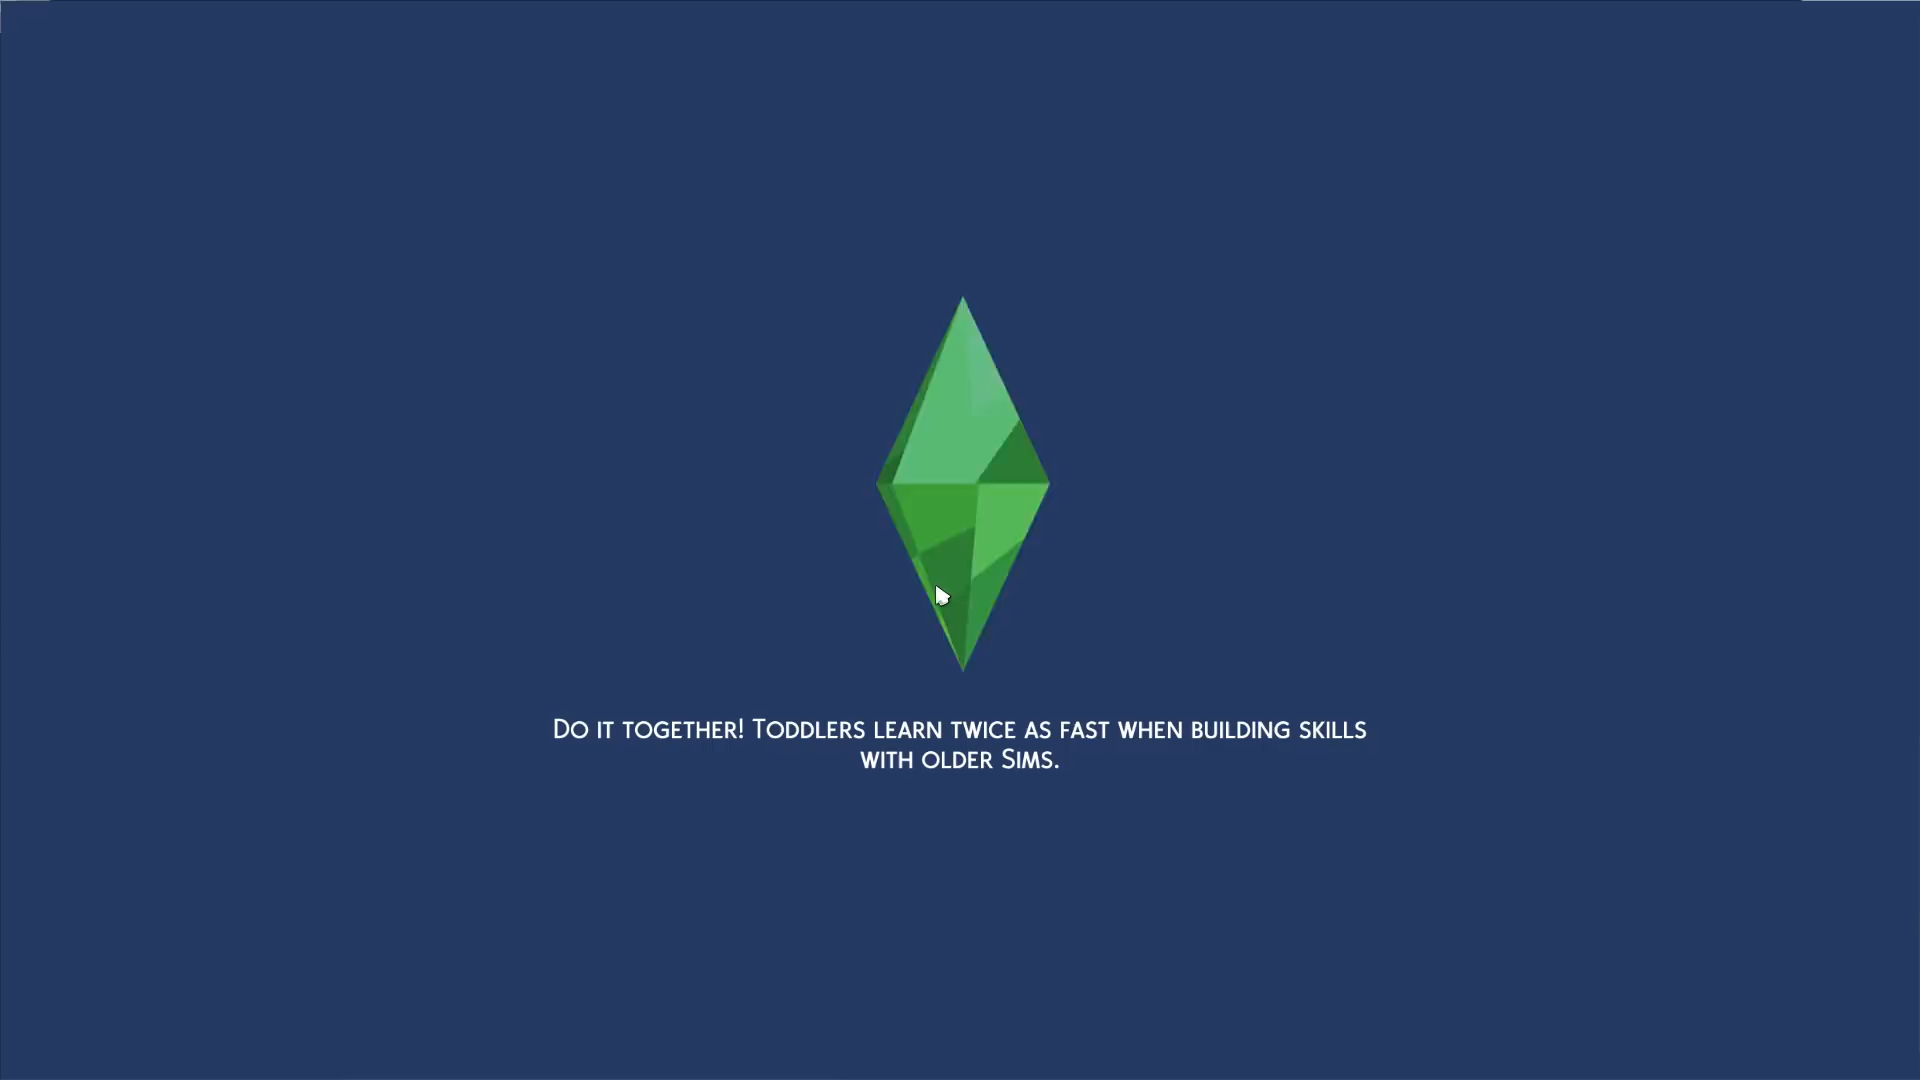 Do it together! Toddlers learn twice as fast when building skills
with older Sims.